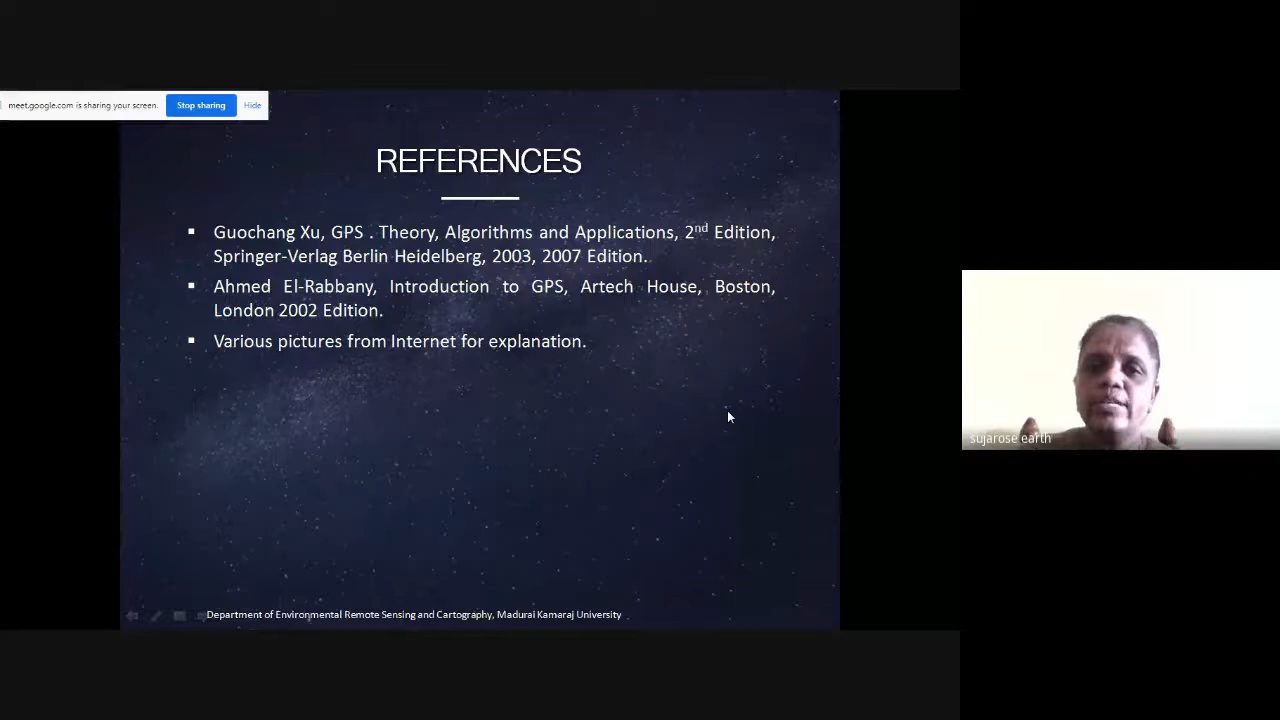 meet.google.com is sharing your screen.
Stop sharing
Hide
REFERENCES
▪ Guochang Xu, GPS . Theory, Algorithms and Applications, 2nd Edition,
Springer-Verlag Berlin Heidelberg, 2003, 2007 Edition.
▪ Ahmed El-Rabbany, Introduction to GPS, Artech House, Boston,
London 2002 Edition.
▪ Various pictures from Internet for explanation.
sujarose earth
Department of Environmental Remote Sensing and Cartography, Madurai Kamaraj University